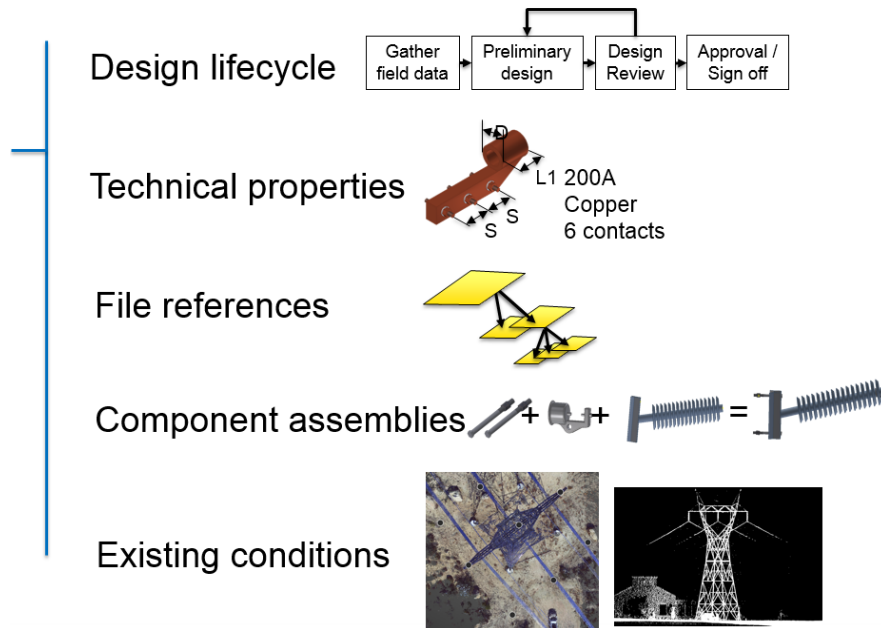 Design lifecycle
Gather
field data
Preliminary
design
Design
Review
Approval /
Sign off
Technical properties
D
L1
S
S
200A
Copper
6 contacts
File references
Component assemblies
+
+
=
Existing conditions